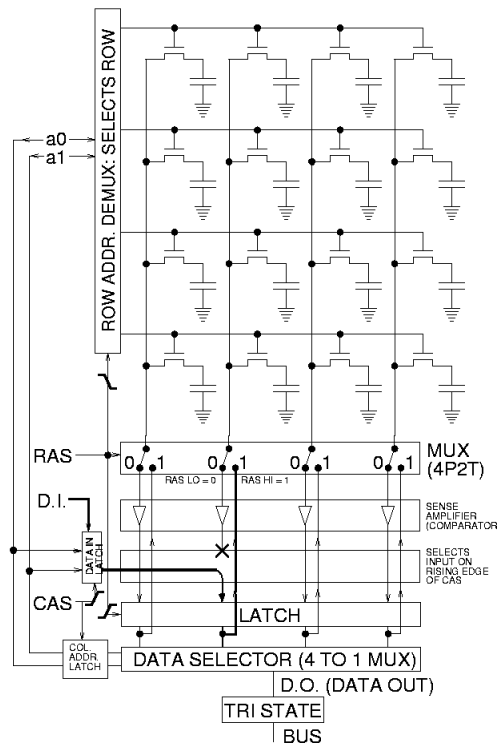 ROW ADDR. DEMUX: SELECTS ROW
a0
a1
RAS
0 1 0 1 0 1 0 1
RAS LO = 0
RAS HI = 1
MUX
(4P2T)
D.I.
SENSE
AMPLIFIER
(COMPARATOR
DATA IN
LATCH
SELECTS
INPUT ON
RISING EDGE
OF CAS
CAS
LATCH
COL.
ADDR.
LATCH
DATA SELECTOR (4 TO 1 MUX)
D.O. (DATA OUT)
TRI STATE
BUS